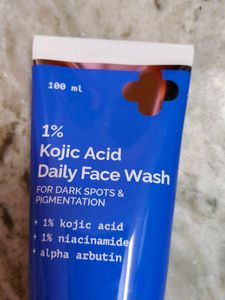 100 ml
1%
Kojic Acid
Daily Face Wash
FOR DARK SPOTS &
PIGMENTATION
+ 1% kojic acid
+ 1% niacinamide
+ alpha arbutin